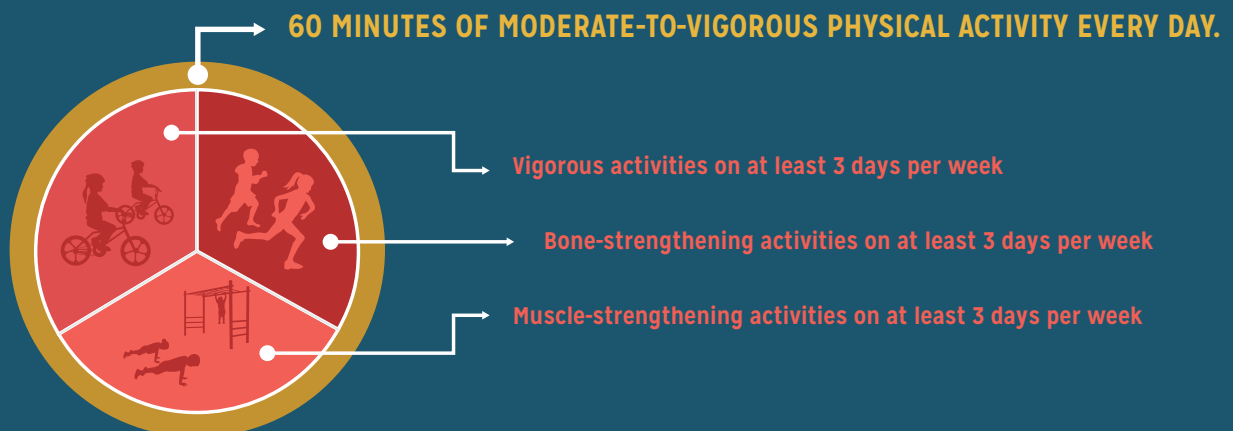 60 MINUTES OF MODERATE-TO-VIGOROUS PHYSICAL ACTIVITY EVERY DAY.
Vigorous activities on at least 3 days per week
Bone-strengthening activities on at least 3 days per week
Muscle-strengthening activities on at least 3 days per week